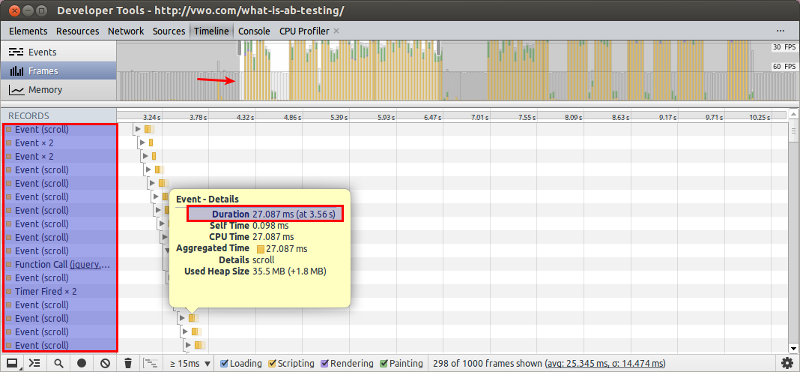 Developer Tools - http://vwo.com/what-is-ab-testing/
Elements Resources Network Sources Timeline Console CPU Profiler
Events
Frames
Memory
30 FPS
60 FPS
RECORDS
3.24 s 3.78 s 4.32 s 4.86 s 5.39 s 5.93 s 6.47 s 7.01 s 7.55 s 8.09 s 8.63 s 9.17 s 9.71 s 10.25 s
Event (scroll)
Event × 2
Event × 2
Event (scroll)
Event (scroll)
Event (scroll)
Event (scroll)
Event (scroll)
Event (scroll)
Event (scroll)
Function Call (jquery....
Event (scroll)
Timer Fired × 2
Event (scroll)
Event (scroll)
Event (scroll)
Event (scroll)
Event - Details
Duration 27.087 ms (at 3.56 s)
Self Time 0.098 ms
CPU Time 27.087 ms
Aggregated Time 27.087 ms
Details scroll
Used Heap Size 35.5 MB (+1.8 MB)
≥ 15ms Loading Scripting Rendering Painting 298 of 1000 frames shown (avg: 25.345 ms, σ: 14.474 ms)